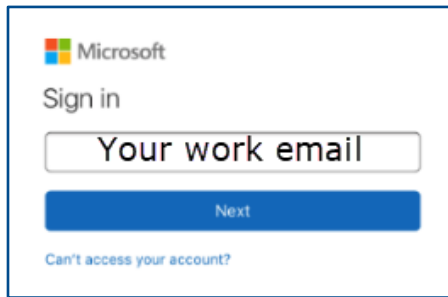 Microsoft
Sign in
Your work email
Next
Can't access your account?